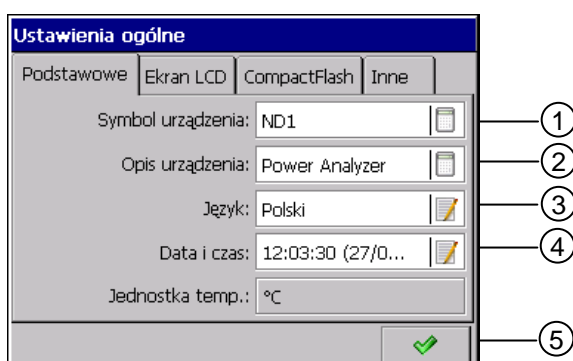 Ustawienia ogólne
Podstawowe Ekran LCD CompactFlash Inne
Symbol urządzenia: ND1 1
Opis urządzenia: Power Analyzer 2
Język: Polski 3
Data i czas: 12:03:30 (27/0... 4
Jednostka temp.: °C
5